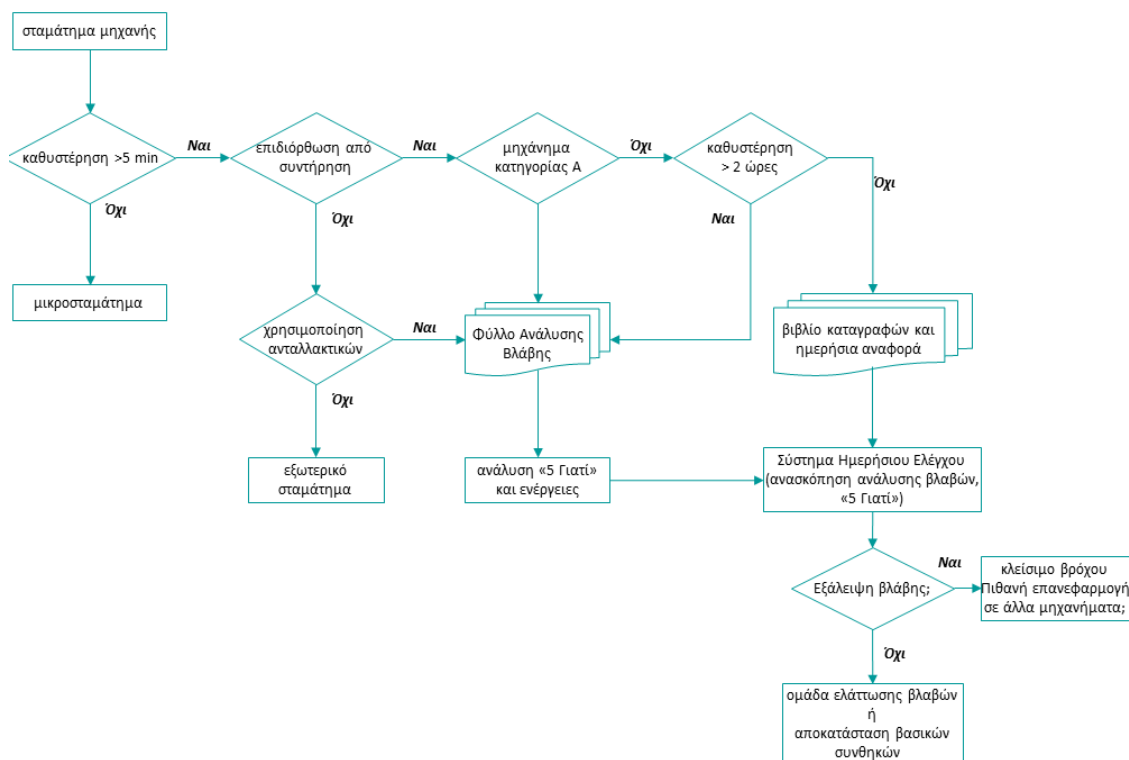 σταμάτημα μηχανής
καθυστέρηση >5 min
Ναι
επιδιόρθωση από
συντήρηση
Ναι
μηχάνημα
κατηγορίας Α
Όχι
καθυστέρηση
> 2 ώρες
Όχι
Όχι
Όχι
Ναι
μικροσταμάτημα
χρησιμοποίηση
ανταλλακτικών
Ναι
Φύλλο Ανάλυσης
Βλάβης
βιβλίο καταγραφών και
ημερήσια αναφορά
Όχι
εξωτερικό
σταμάτημα
ανάλυση «5 Γιατί»
και ενέργειες
Σύστημα Ημερήσιου Ελέγχου
(ανασκόπηση ανάλυσης βλαβών,
«5 Γιατί»)
Εξάλειψη βλάβης;
Ναι
κλείσιμο βρόχου
Πιθανή επανεφαρμογή
σε άλλα μηχανήματα;
Όχι
ομάδα ελάττωσης βλαβών
ή
αποκατάσταση βασικών
συνθηκών